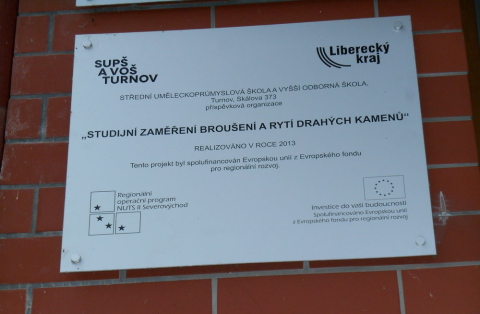 SUPŠ
A VOŠ
TURNOV
Liberecký
kraj
STŘEDNÍ UMĚLECKOPRŮMYSLOVÁ ŠKOLA A VYŠŠÍ ODBORNÁ ŠKOLA,
Turnov, Skálova 373
příspěvková organizace
„STUDIJNÍ ZAMĚŘENÍ BROUŠENÍ A RYTÍ DRAHÝCH KAMENŮ“
REALIZOVÁNO V ROCE 2013
Tento projekt byl spolufinancován Evropskou unií z Evropského fondu
pro regionální rozvoj.
Regionální
operační program
NUTS II Severovýchod
Investice do vaší budoucnosti
Spolufinancováno Evropskou unií
z Evropského fondu pro regionální rozvoj